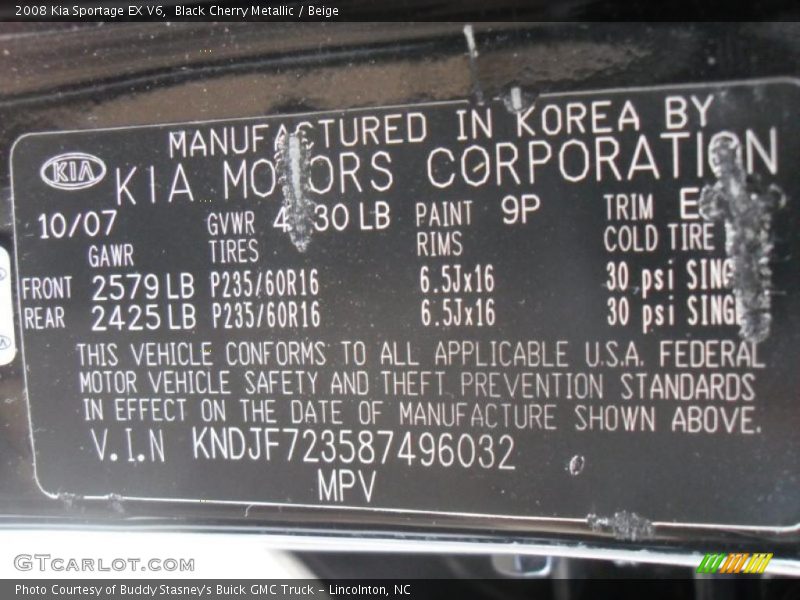 2008 Kia Sportage EX V6,  Black Cherry Metallic / Beige
MANUFACTURED IN KOREA BY
KIA KIA MOTORS CORPORATION
10/07 GVWR LB PAINT 9P TRIM
GAWR TIRES RIMS COLD TIRE
FRONT 2579 LB P235/60R16 6.5Jx16 30 psi
REAR 2425 LB P235/60R16 6.5Jx16 30 psi
THIS VEHICLE CONFORMS TO ALL APPLICABLE U.S.A. FEDERAL
MOTOR VEHICLE SAFETY AND THEFT PREVENTION STANDARDS
IN EFFECT ON THE DATE OF MANUFACTURE SHOWN ABOVE.
V.I.N KNDJF723587496032
MPV
GTCARLOT.COM
Photo Courtesy of Buddy Stasney's Buick GMC Truck - Lincolnton, NC